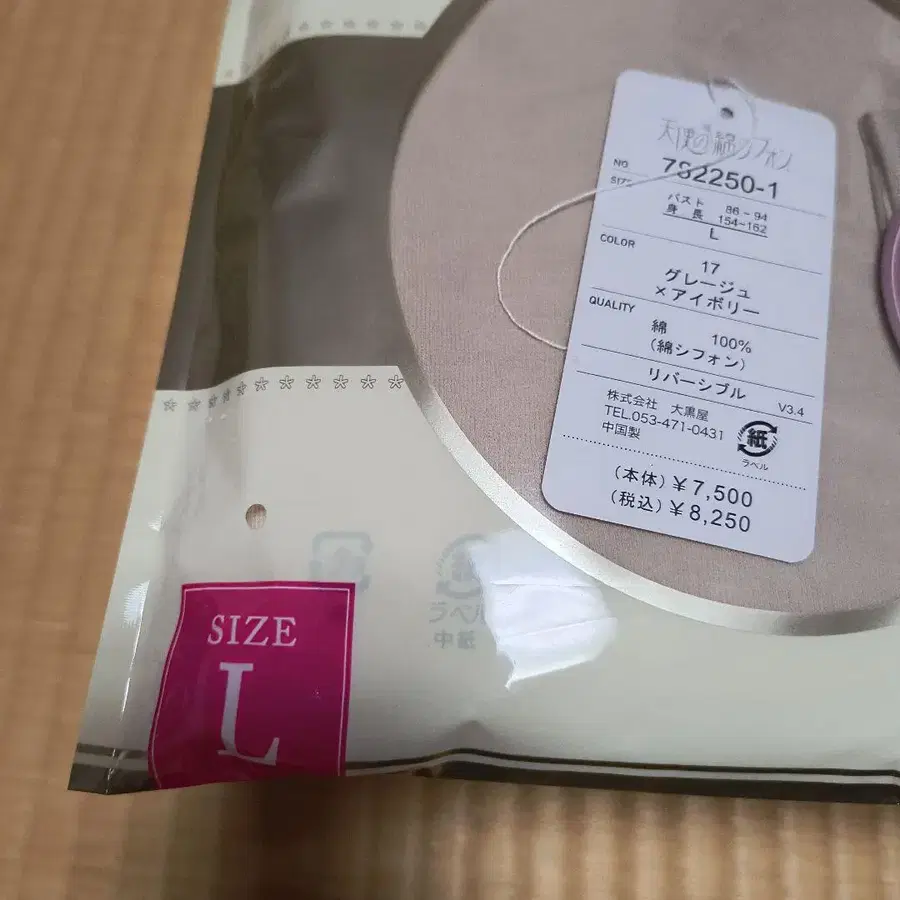 天使の綿シフォン
NO 782250-1
SIZE
バスト 86-94
身長 154~162
L
COLOR
17
グレージュ
×アイボリー
QUALITY
綿 100%
(綿シフォン)
リバーシブル V3.4
株式会社 大黒屋
TEL.053-471-0431
中国製
紙
ラベル
(本体)¥7,500
(税込)¥8,250
紙
ラベル
中紙
SIZE
L